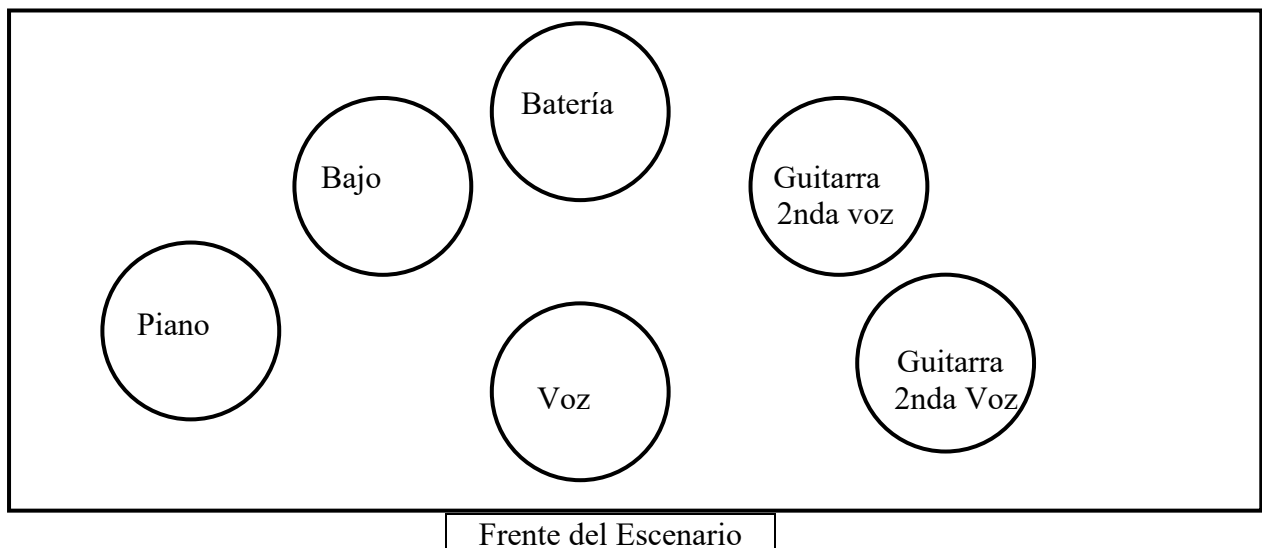 Batería
Bajo
Guitarra
2nda voz
Piano
Voz
Guitarra
2nda Voz
Frente del Escenario